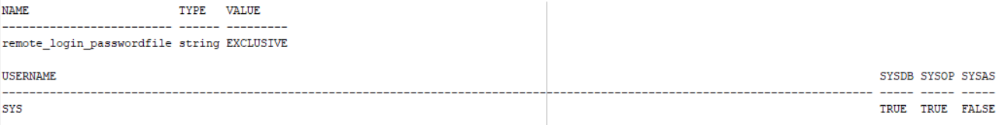 NAME TYPE VALUE
------------------------- ------ ---------
remote_login_passwordfile string EXCLUSIVE
USERNAME SYSDB SYSOP SYSAS
-------------------------------------------------------------------------------------------------------------------------------- ----- ----- -----
SYS TRUE TRUE FALSE